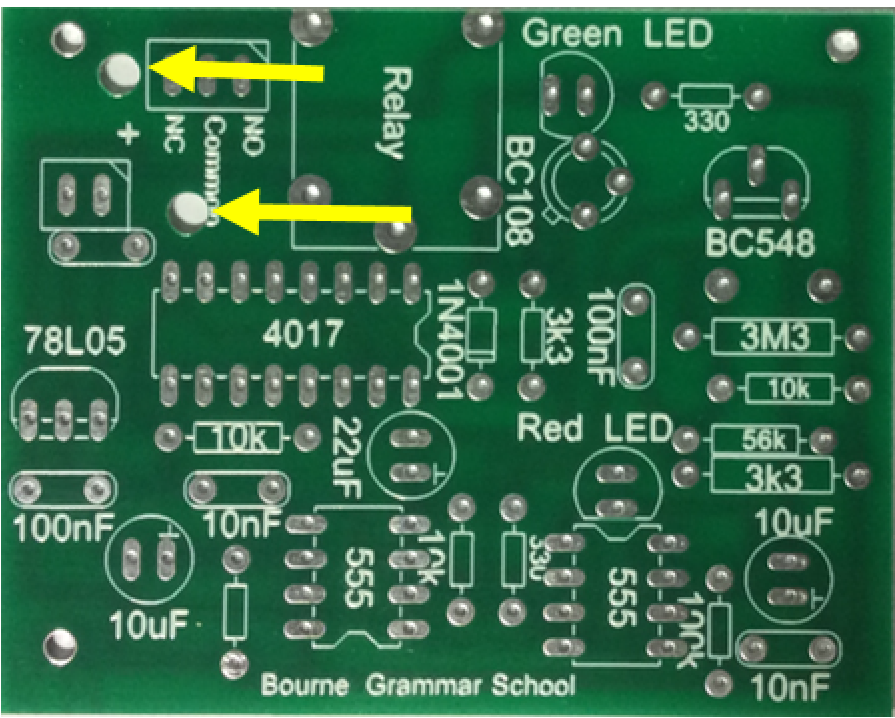 Green LED
330
Relay
+
NC
Common
NO
BC108
BC548
1N4001
3k3
100nF
78L05
4017
3M3
10k
10k
22uF
Red LED
56k
3k3
100nF
10nF
10uF
555
10k
330
555
100k
10uF
10nF
Bourne Grammar School